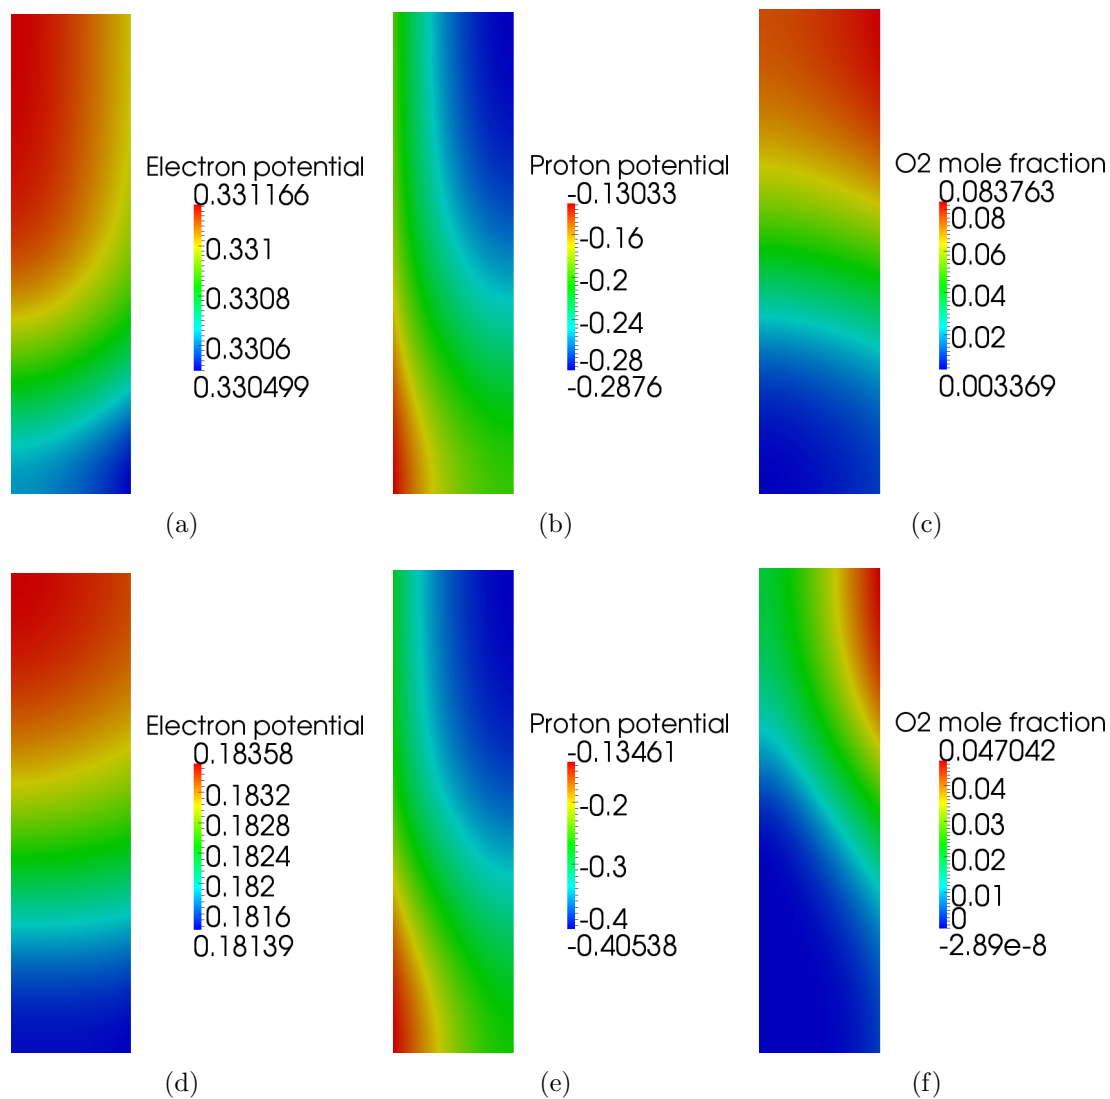 Electron potential
0.331166
0.331
0.3308
0.3306
0.330499
(a)
Proton potential
-0.13033
-0.16
-0.2
-0.24
-0.28
-0.2876
(b)
O2 mole fraction
0.083763
0.08
0.06
0.04
0.02
0.003369
(c)
Electron potential
0.18358
0.1832
0.1828
0.1824
0.182
0.1816
0.18139
(d)
Proton potential
-0.13461
-0.2
-0.3
-0.4
-0.40538
(e)
O2 mole fraction
0.047042
0.04
0.03
0.02
0.01
0
-2.89e-8
(f)